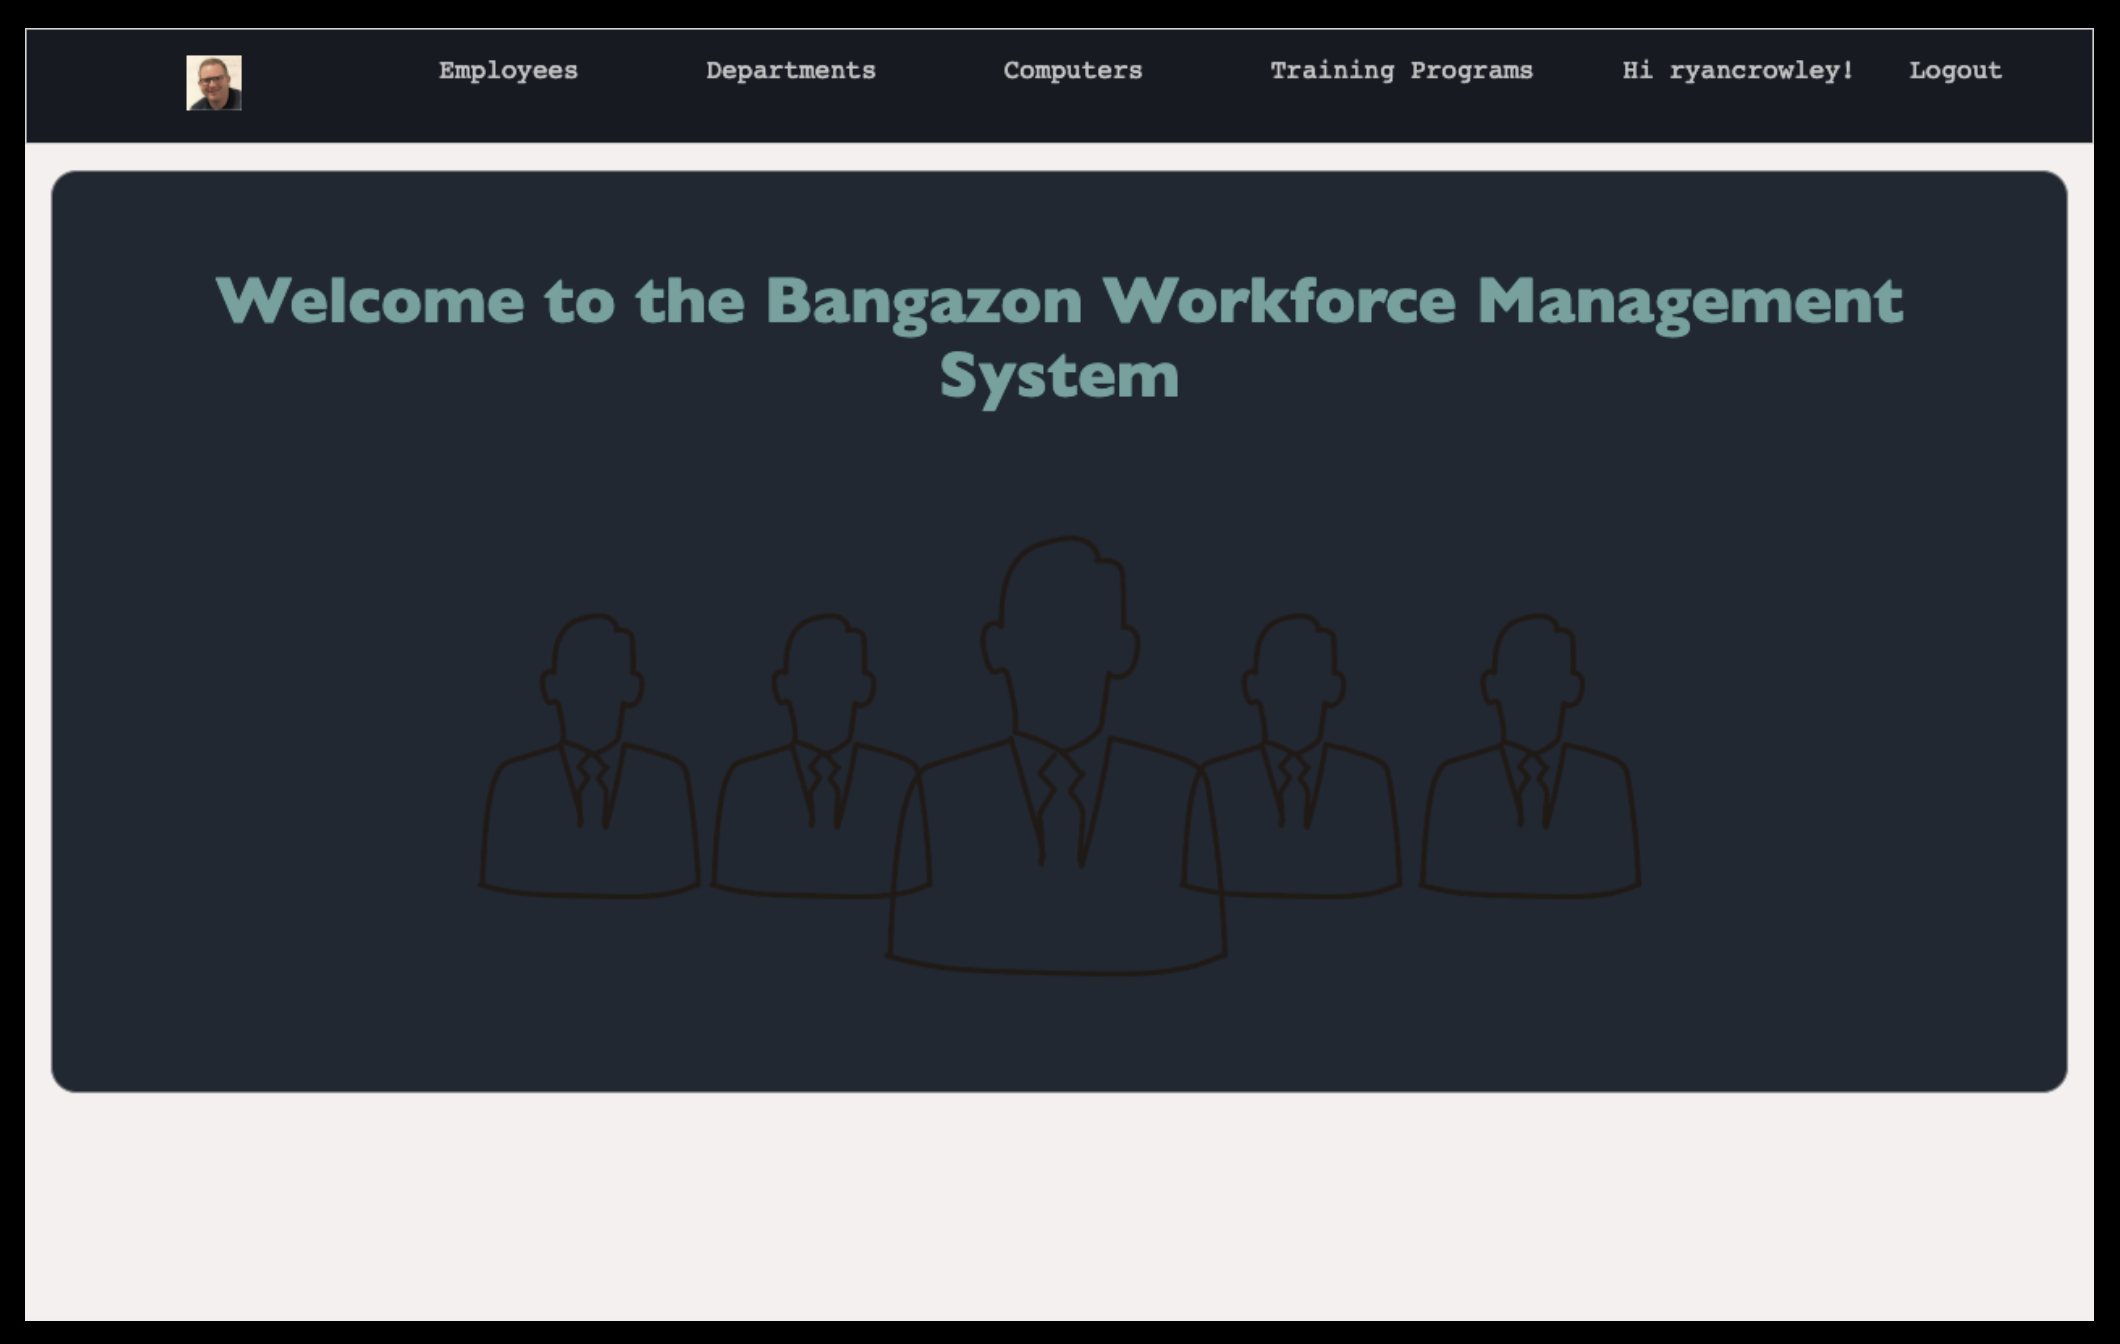 Employees Departments Computers Training Programs Hi ryancrowley! Logout
Welcome to the Bangazon Workforce Management
System